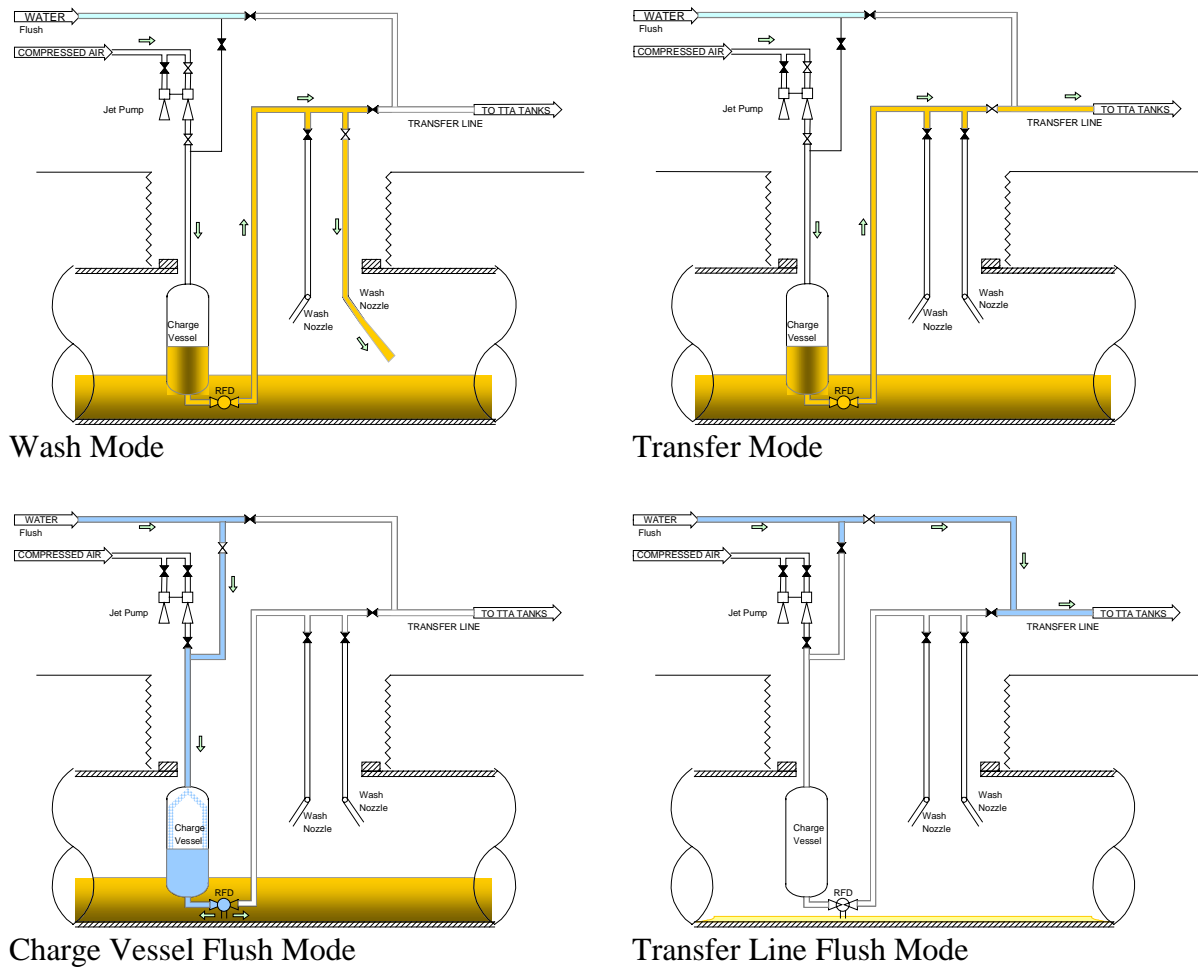 WATER
Flush
COMPRESSED AIR
Jet Pump
TO TTA TANKS
TRANSFER LINE
Wash
Nozzle
Wash
Nozzle
Charge
Vessel
RFD
Wash Mode
WATER
Flush
COMPRESSED AIR
Jet Pump
TO TTA TANKS
TRANSFER LINE
Wash
Nozzle
Wash
Nozzle
Charge
Vessel
RFD
Transfer Mode
WATER
Flush
COMPRESSED AIR
Jet Pump
TO TTA TANKS
TRANSFER LINE
Wash
Nozzle
Wash
Nozzle
Charge
Vessel
RFD
Charge Vessel Flush Mode
WATER
Flush
COMPRESSED AIR
Jet Pump
TO TTA TANKS
TRANSFER LINE
Wash
Nozzle
Wash
Nozzle
Charge
Vessel
RFD
Transfer Line Flush Mode